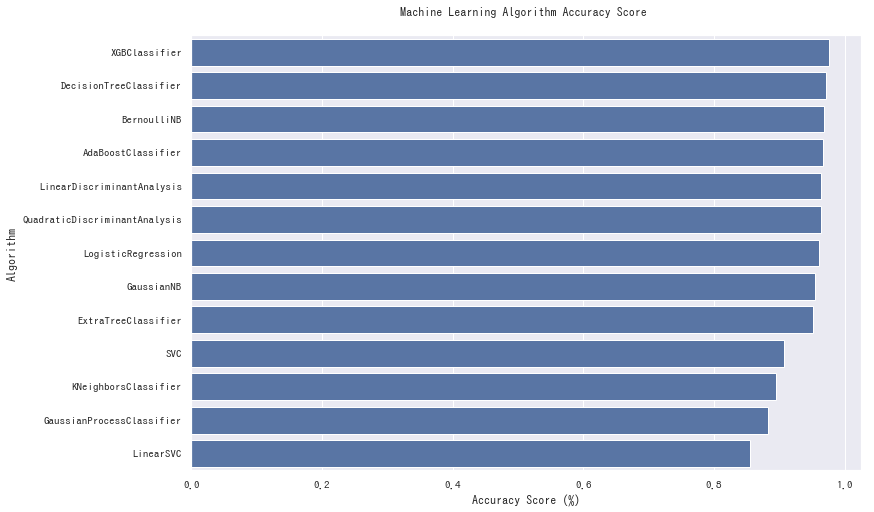 Machine Learning Algorithm Accuracy Score
XGBClassifier
DecisionTreeClassifier
BernoulliNB
AdaBoostClassifier
LinearDiscriminantAnalysis
QuadraticDiscriminantAnalysis
LogisticRegression
GaussianNB
ExtraTreeClassifier
SVC
KNeighborsClassifier
GaussianProcessClassifier
LinearSVC
Algorithm
0.0 0.2 0.4 0.6 0.8 1.0
Accuracy Score (%)